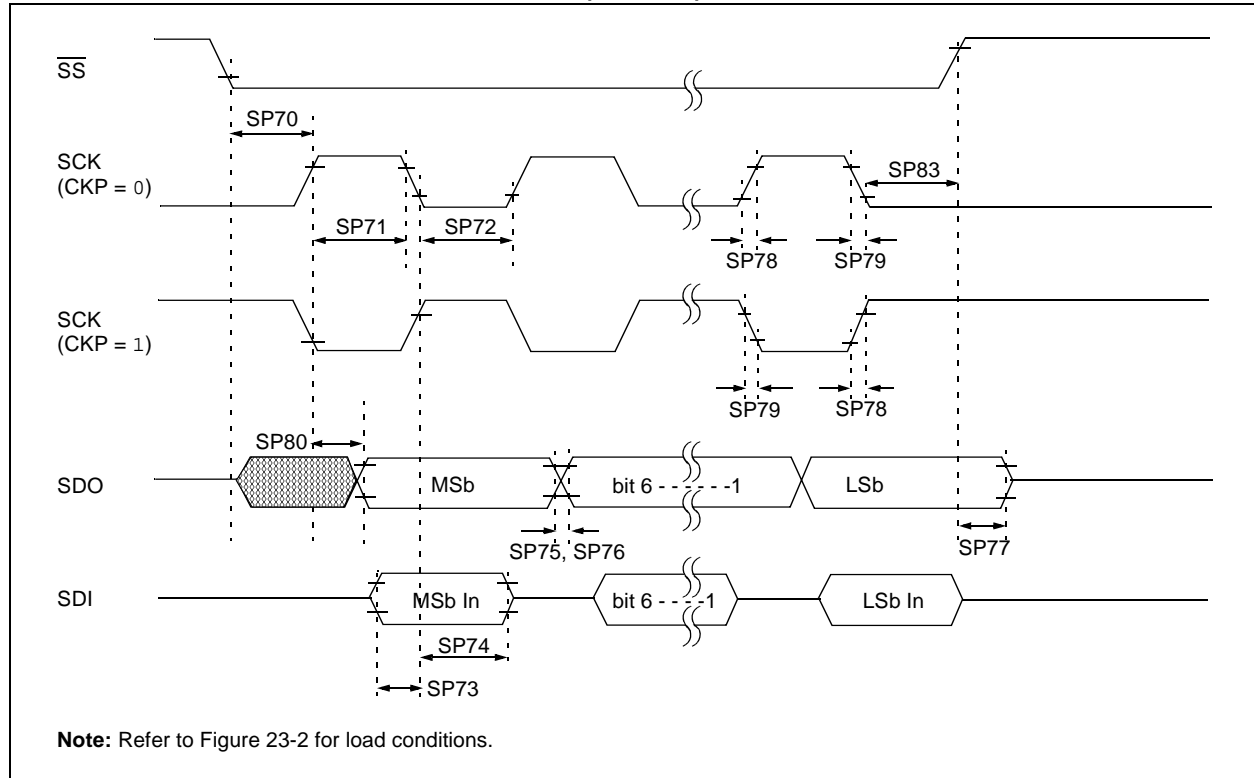 SS
SP70
SCK
(CKP = 0)
SP83
SP71
SP72
SP78
SP79
SCK
(CKP = 1)
SP79
SP78
SP80
SDO
MSb
bit 6 - - - - - -1
LSb
SP75, SP76
SP77
SDI
MSb In
bit 6 - - - -1
LSb In
SP74
SP73
Note: Refer to Figure 23-2 for load conditions.